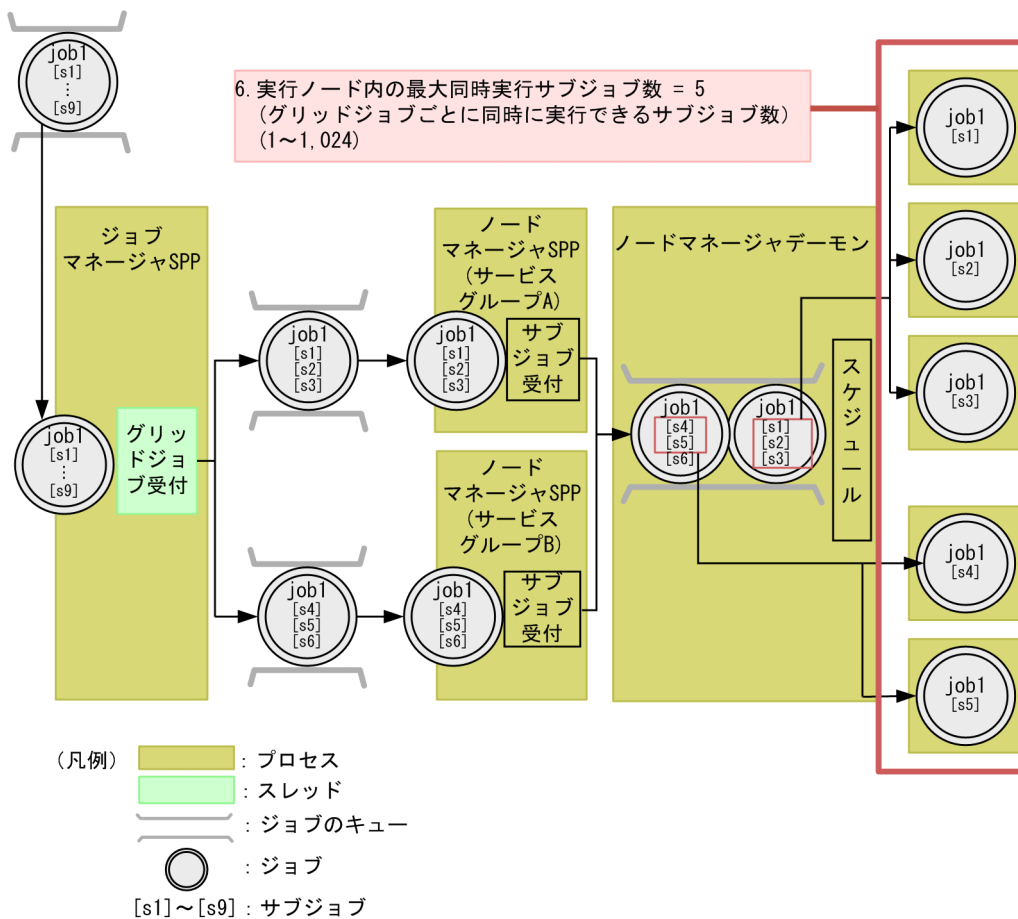 job1
[s1]
⋮
[s9]
6. 実行ノード内の最大同時実行サブジョブ数 = 5
(グリッドジョブごとに同時に実行できるサブジョブ数)
(1～1,024)
job1
[s1]
job1
[s2]
job1
[s3]
job1
[s4]
job1
[s5]
ジョブ
マネージャSPP
job1
[s1]
⋮
[s9]
グリッ
ドジョ
ブ受付
job1
[s1]
[s2]
[s3]
job1
[s4]
[s5]
[s6]
ノード
マネージャSPP
(サービス
グループA)
job1
[s1]
[s2]
[s3]
サブ
ジョブ
受付
ノード
マネージャSPP
(サービス
グループB)
job1
[s4]
[s5]
[s6]
サブ
ジョブ
受付
ノードマネージャデーモン
job1
[s4]
[s5]
[s6]
job1
[s1]
[s2]
[s3]
スケジュール
(凡例)
: プロセス
: スレッド
: ジョブのキュー
: ジョブ
[s1]～[s9] : サブジョブ